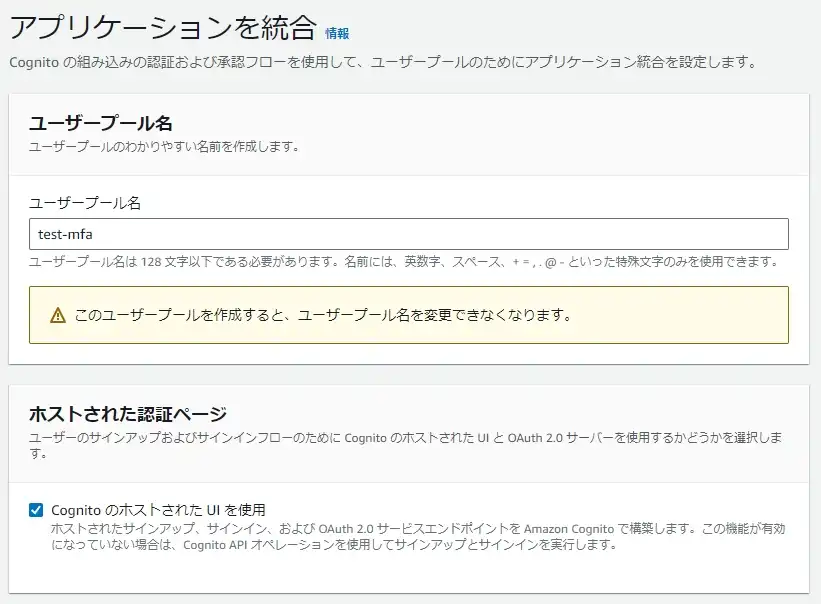 アプリケーションを統合 情報
Cognito の組み込みの認証および承認フローを使用して、ユーザープールのためにアプリケーション統合を設定します。
ユーザープール名
ユーザープールのわかりやすい名前を作成します。
ユーザープール名
test-mfa
ユーザープール名は 128 文字以下である必要があります。名前には、英数字、スペース、+ = , . @ - といった特殊文字のみを使用できます。
このユーザープールを作成すると、ユーザープール名を変更できなくなります。
ホストされた認証ページ
ユーザーのサインアップおよびサインインフローのために Cognito のホストされた UI と OAuth 2.0 サーバーを使用するかどうかを選択しま
す。
Cognito のホストされた UI を使用
ホストされたサインアップ、サインイン、および OAuth 2.0 サービスエンドポイントを Amazon Cognito で構築します。この機能が有効
になっていない場合は、Cognito API オペレーションを使用してサインアップとサインインを実行します。